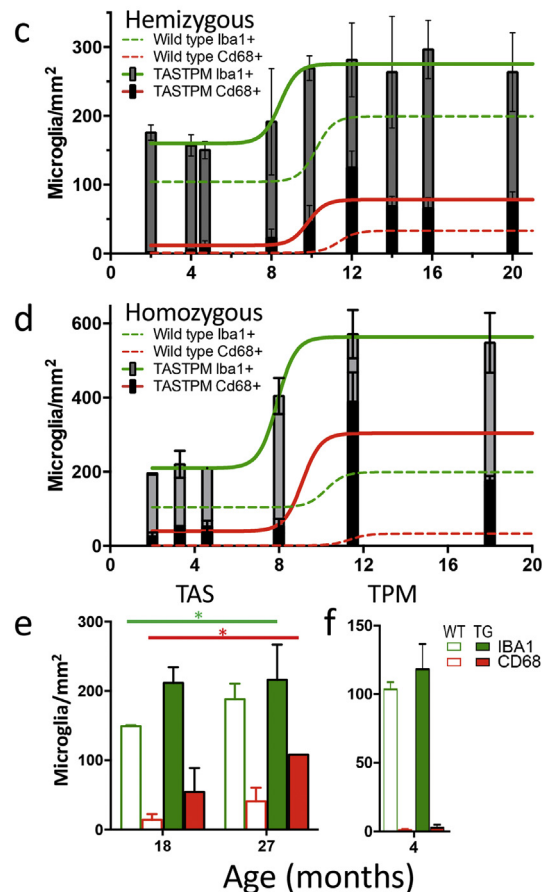 c
Hemizygous
Wild type Iba1+
Wild type Cd68+
TASTPM Iba1+
TASTPM Cd68+
Microglia/mm²
400
300
200
100
0
0 4 8 12 16 20
d
Homozygous
Wild type Iba1+
Wild type Cd68+
TASTPM Iba1+
TASTPM Cd68+
Microglia/mm²
600
400
200
0
0 4 8 12 16 20
TAS TPM
e
* 
*
Microglia/mm²
300
200
100
0
18 27
f
WT TG
IBA1
CD68
150
100
50
0
4
Age (months)